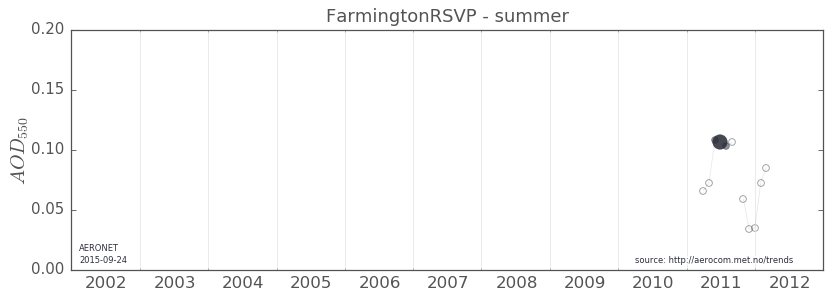 FarmingtonRSVP - summer
0.20
0.15
0.10
0.05
0.00
AOD550
AERONET
2015-09-24
source: http://aerocom.met.no/trends
2002 2003 2004 2005 2006 2007 2008 2009 2010 2011 2012